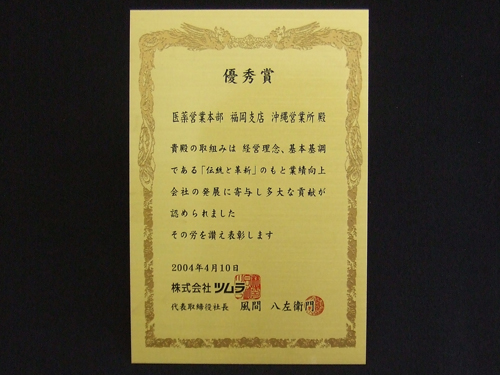 優秀賞
医薬営業本部 福岡支店 沖縄営業所 殿
貴殿の取組みは 経営理念、基本基調
である「伝統と革新」のもと業績向上
会社の発展に寄与し多大な貢献が
認められました
その労を讃え表彰します
2004年4月10日
株式会社 ツムラ
代表取締役社長 風間 八左衛門